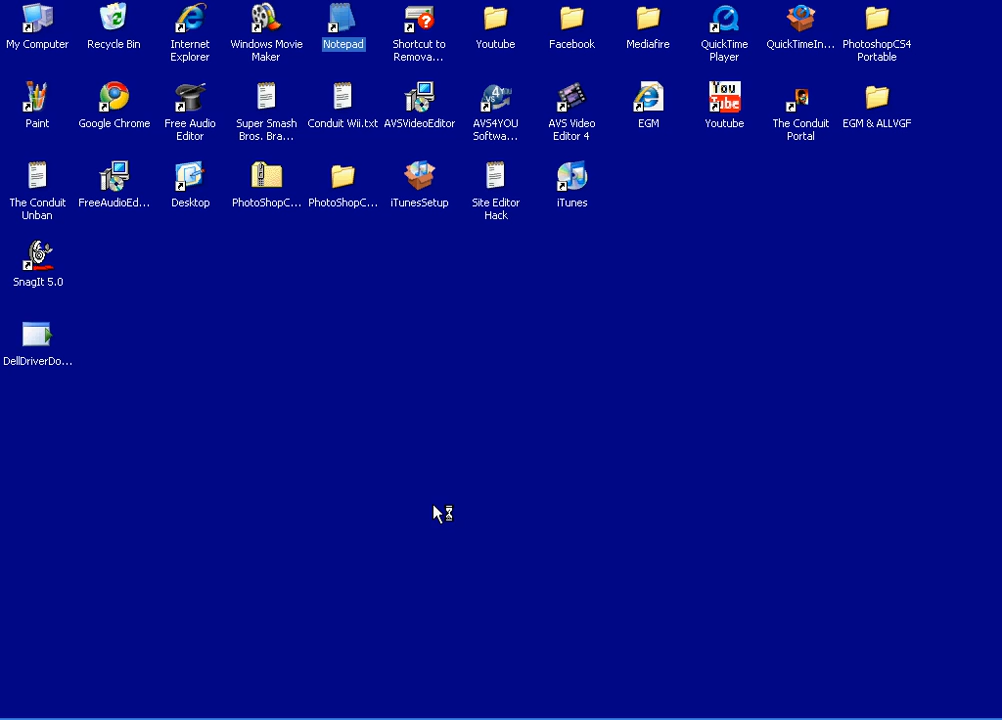 My Computer
Recycle Bin
Internet
Explorer
Windows Movie
Maker
Notepad
Shortcut to
Remova...
Youtube
Facebook
Mediafire
QuickTime
Player
QuickTimeIn...
PhotoshopCS4
Portable
Paint
Google Chrome
Free Audio
Editor
Super Smash
Bros. Bra...
Conduit Wii.txt
AVSVideoEditor
AVS4YOU
Softwa...
AVS Video
Editor 4
EGM
You
Tube
Youtube
The Conduit
Portal
EGM & ALLVGF
The Conduit
Unban
FreeAudioEd...
Desktop
PhotoShopC...
PhotoShopC...
iTunesSetup
Site Editor
Hack
iTunes
SnagIt 5.0
DellDriverDo...